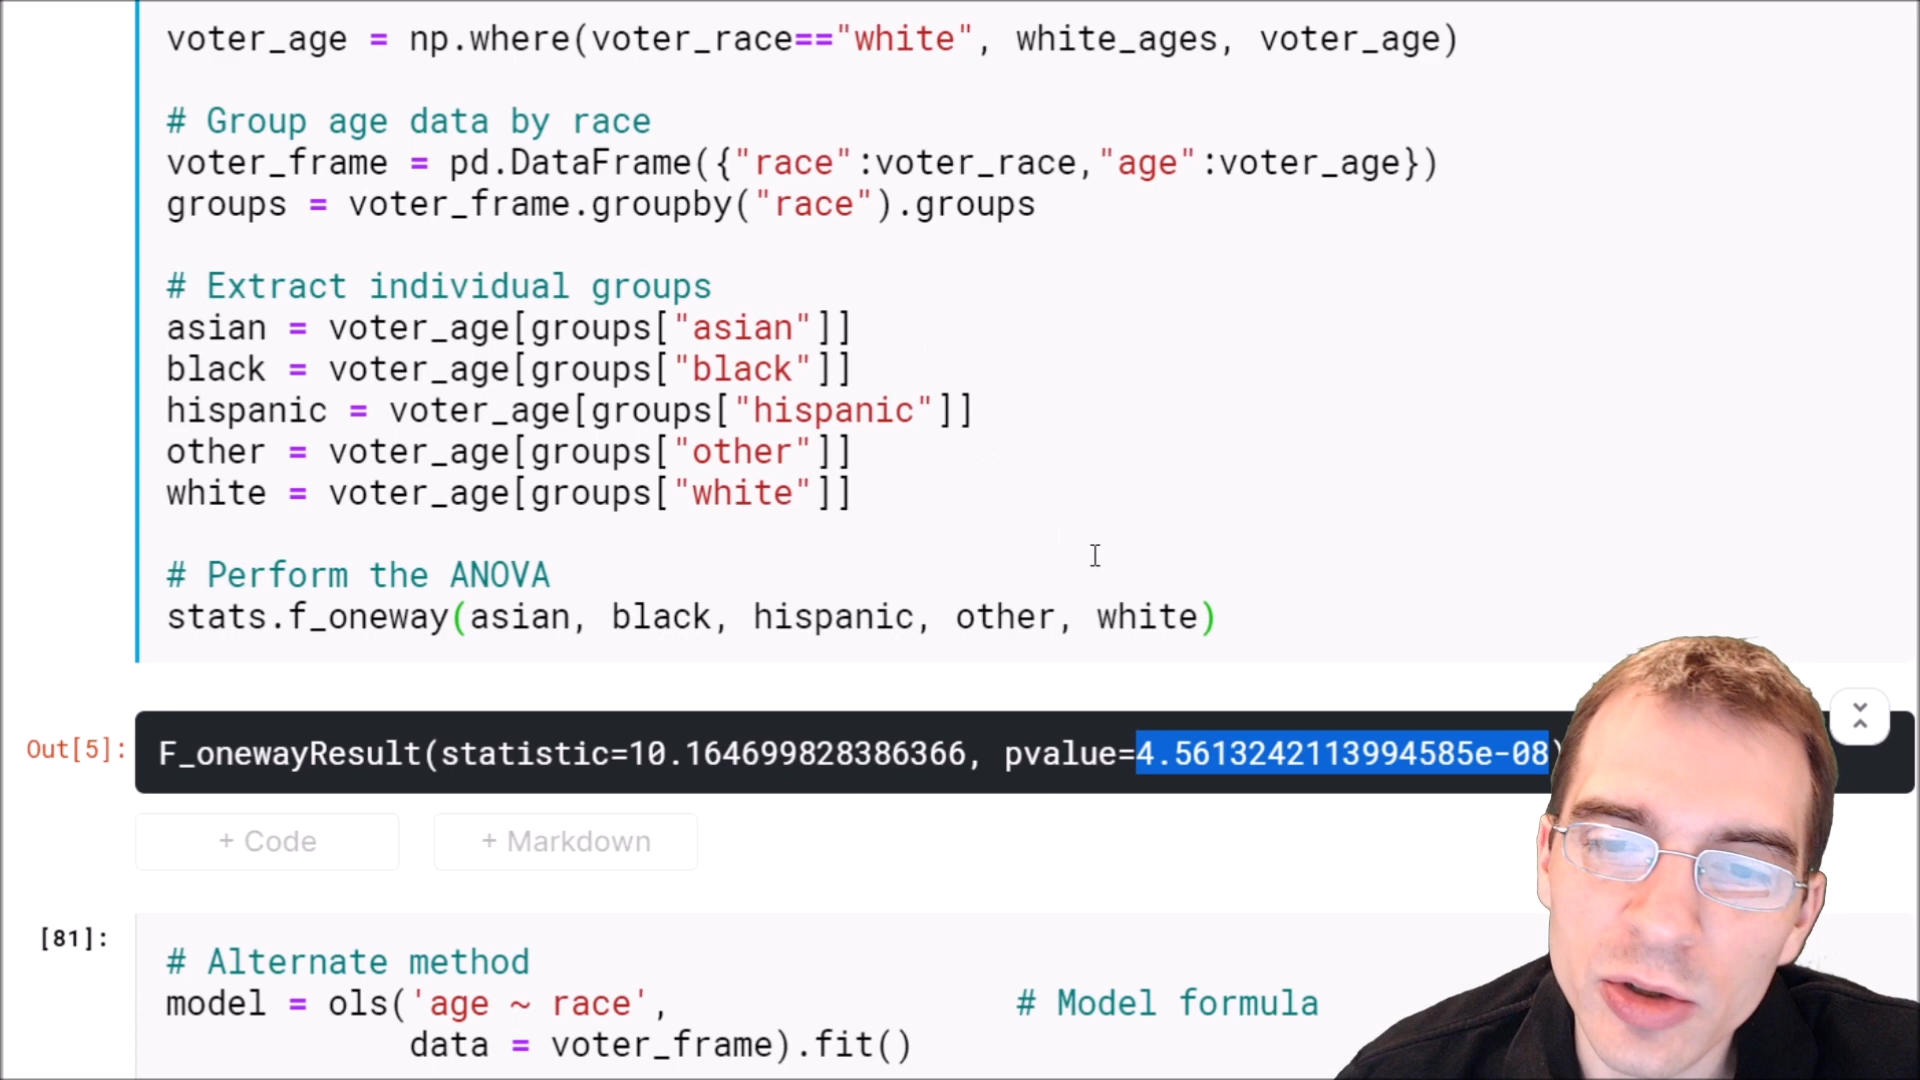 voter_age = np.where(voter_race=="white", white_ages, voter_age)
# Group age data by race
voter_frame = pd.DataFrame({"race":voter_race,"age":voter_age})
groups = voter_frame.groupby("race").groups
# Extract individual groups
asian = voter_age[groups["asian"]]
black = voter_age[groups["black"]]
hispanic = voter_age[groups["hispanic"]]
other = voter_age[groups["other"]]
white = voter_age[groups["white"]]
# Perform the ANOVA
stats.f_oneway(asian, black, hispanic, other, white)
Out[5]: F_onewayResult(statistic=10.164699828386366, pvalue=4.5613242113994585e-08)
+ Code + Markdown
[81]:
# Alternate method
model = ols('age ~ race', # Model formula
data = voter_frame).fit()